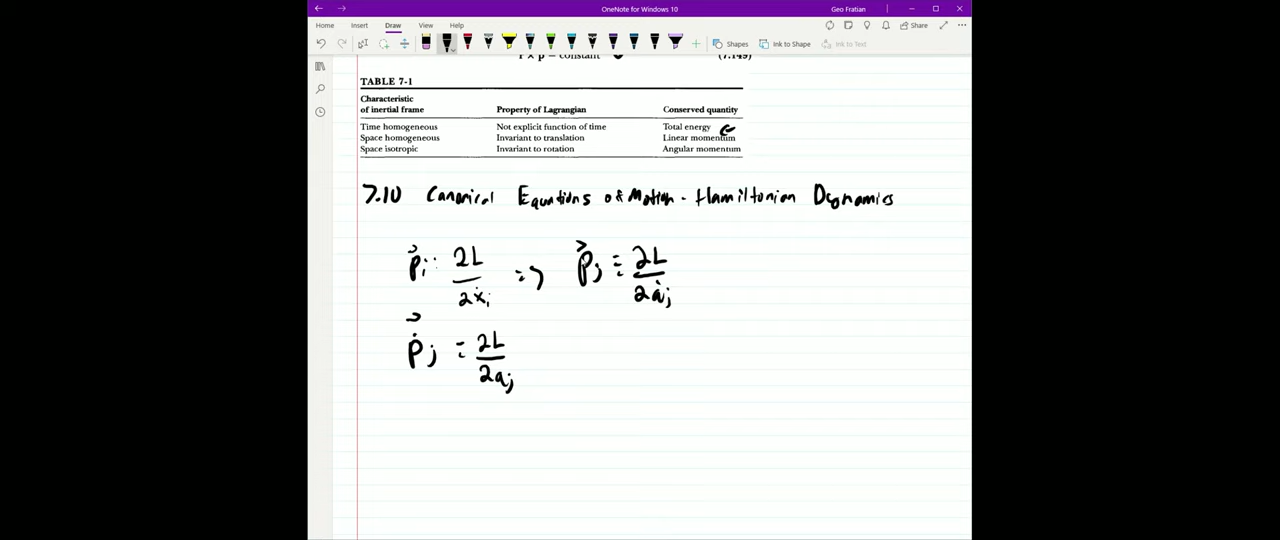 OneNote for Windows 10
Geo Fratian
Home Insert Draw View Help
Share
Shapes Ink to Shape Ink to Text
r × p = constant (7.149)
TABLE 7-1
Characteristic
of inertial frame Property of Lagrangian Conserved quantity
Time homogeneous Not explicit function of time Total energy
Space homogeneous Invariant to translation Linear momentum
Space isotropic Invariant to rotation Angular momentum
7.10 Canonical Equations of Motion - Hamiltonian Dynamics
p⃗ᵢ = ∂L/∂ẋᵢ ⇒ p⃗ⱼ = ∂L/∂q̇ⱼ
ṗ⃗ⱼ = ∂L/∂qⱼ